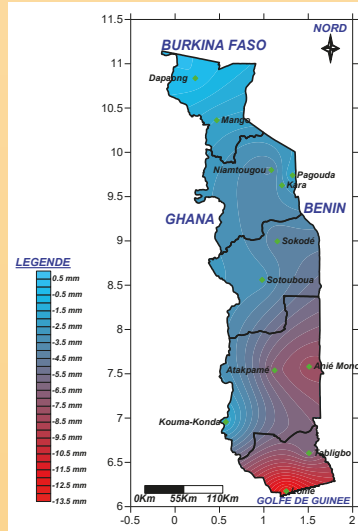 11.5
NORD
BURKINA FASO
11
Dapaong
10.5
Mango
10
Niamtougou
Pagouda
Kara
9.5
GHANA
BENIN
9
Sokodé
LEGENDE
Sotouboua
8.5
0.5 mm
-0.5 mm
-1.5 mm
-2.5 mm
-3.5 mm
-4.5 mm
-5.5 mm
-6.5 mm
-7.5 mm
-8.5 mm
-9.5 mm
-10.5 mm
-11.5 mm
-12.5 mm
-13.5 mm
8
7.5
Atakpamé
Anié Mono
7
Kouma-Konda
6.5
Tabligbo
0Km 55Km 110Km
Lomé
GOLFE DE GUINEE
6
-0.5 0 0.5 1 1.5 2